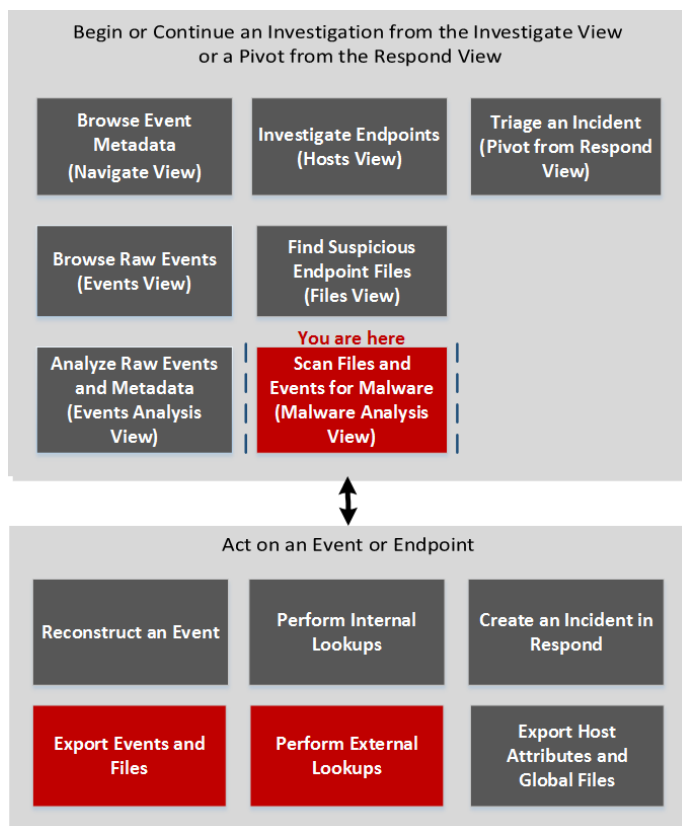 Begin or Continue an Investigation from the Investigate View
or a Pivot from the Respond View
Browse Event
Metadata
(Navigate View)
Investigate Endpoints
(Hosts View)
Triage an Incident
(Pivot from Respond
View)
Browse Raw Events
(Events View)
Find Suspicious
Endpoint Files
(Files View)
You are here
Analyze Raw Events
and Metadata
(Events Analysis
View)
Scan Files and
Events for Malware
(Malware Analysis
View)
Act on an Event or Endpoint
Reconstruct an Event
Perform Internal
Lookups
Create an Incident in
Respond
Export Events and
Files
Perform External
Lookups
Export Host
Attributes and
Global Files